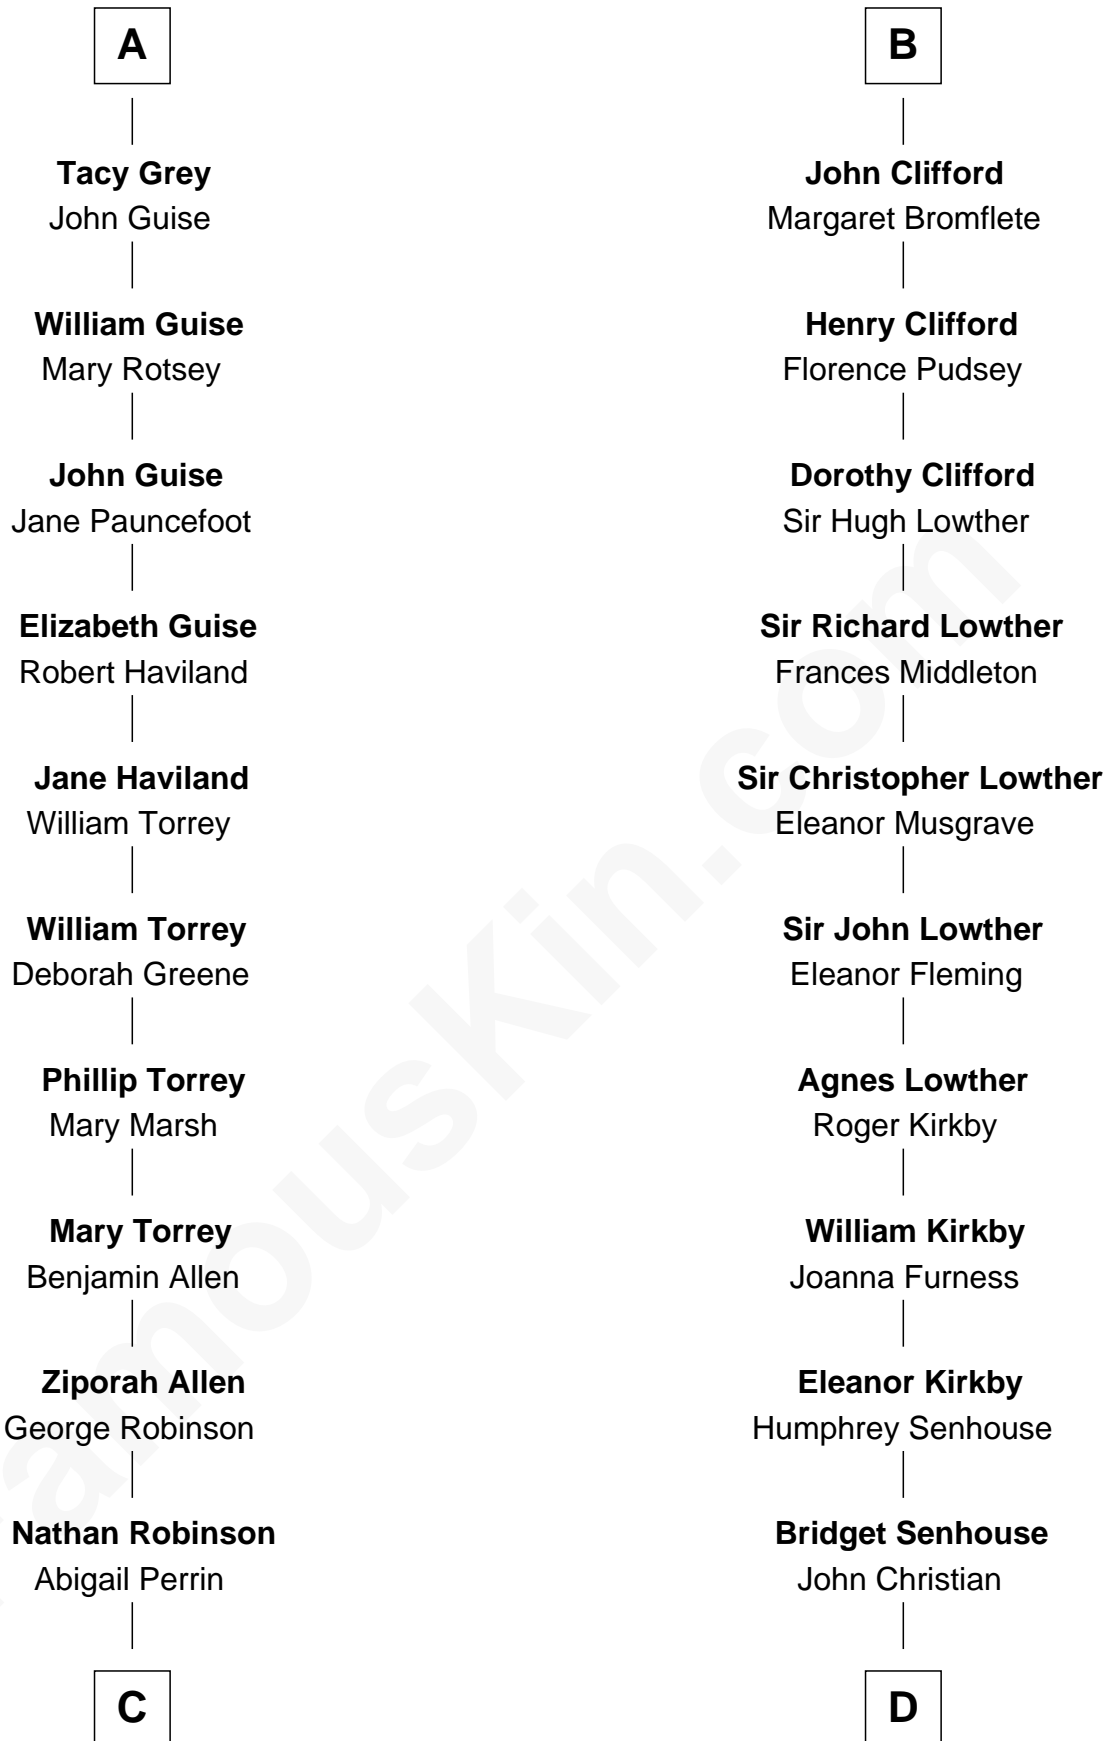 A
Tacy Grey
John Guise
William Guise
Mary Rotsey
John Guise
Jane Pauncefoot
Elizabeth Guise
Robert Haviland
Jane Haviland
William Torrey
William Torrey
Deborah Greene
Phillip Torrey
Mary Marsh
Mary Torrey
Benjamin Allen
Ziporah Allen
George Robinson
Nathan Robinson
Abigail Perrin
C
B
John Clifford
Margaret Bromflete
Henry Clifford
Florence Pudsey
Dorothy Clifford
Sir Hugh Lowther
Sir Richard Lowther
Frances Middleton
Sir Christopher Lowther
Eleanor Musgrave
Sir John Lowther
Eleanor Fleming
Agnes Lowther
Roger Kirkby
William Kirkby
Joanna Furness
Eleanor Kirkby
Humphrey Senhouse
Bridget Senhouse
John Christian
D
FamousKin.com